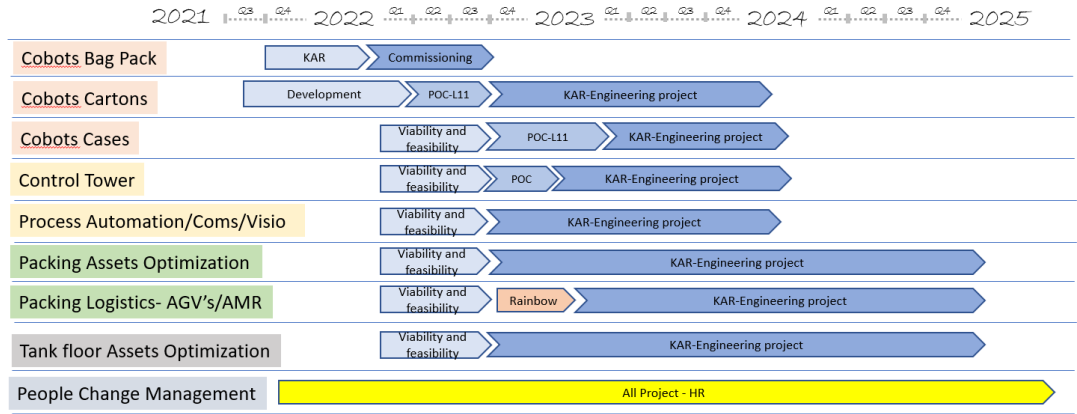 2021 Q3 Q4 2022 Q1 Q2 Q3 Q4 2023 Q1 Q2 Q3 Q4 2024 Q1 Q2 Q3 Q4 2025
Cobots Bag Pack KAR Commissioning
Cobots Cartons Development POC-L11 KAR-Engineering project
Cobots Cases Viability and
feasibility POC-L11 KAR-Engineering project
Control Tower Viability and
feasibility POC KAR-Engineering project
Process Automation/Coms/Visio Viability and
feasibility KAR-Engineering project
Packing Assets Optimization Viability and
feasibility KAR-Engineering project
Packing Logistics- AGV's/AMR Viability and
feasibility Rainbow KAR-Engineering project
Tank floor Assets Optimization Viability and
feasibility KAR-Engineering project
People Change Management All Project - HR